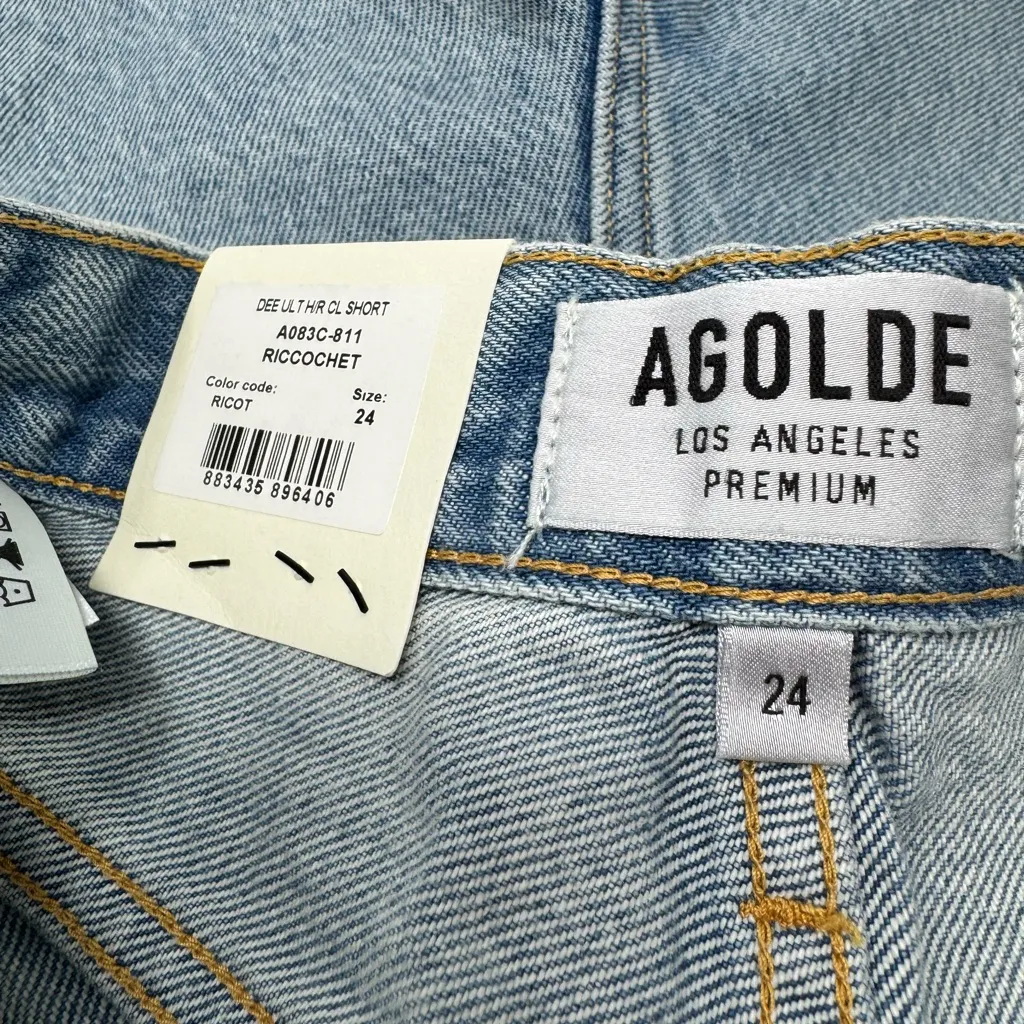 DEE ULT H/R CL SHORT
A083C-811
RICCOCHET
Color code:
RICOT
Size:
24
883435 896406
AGOLDE
LOS ANGELES
PREMIUM
24